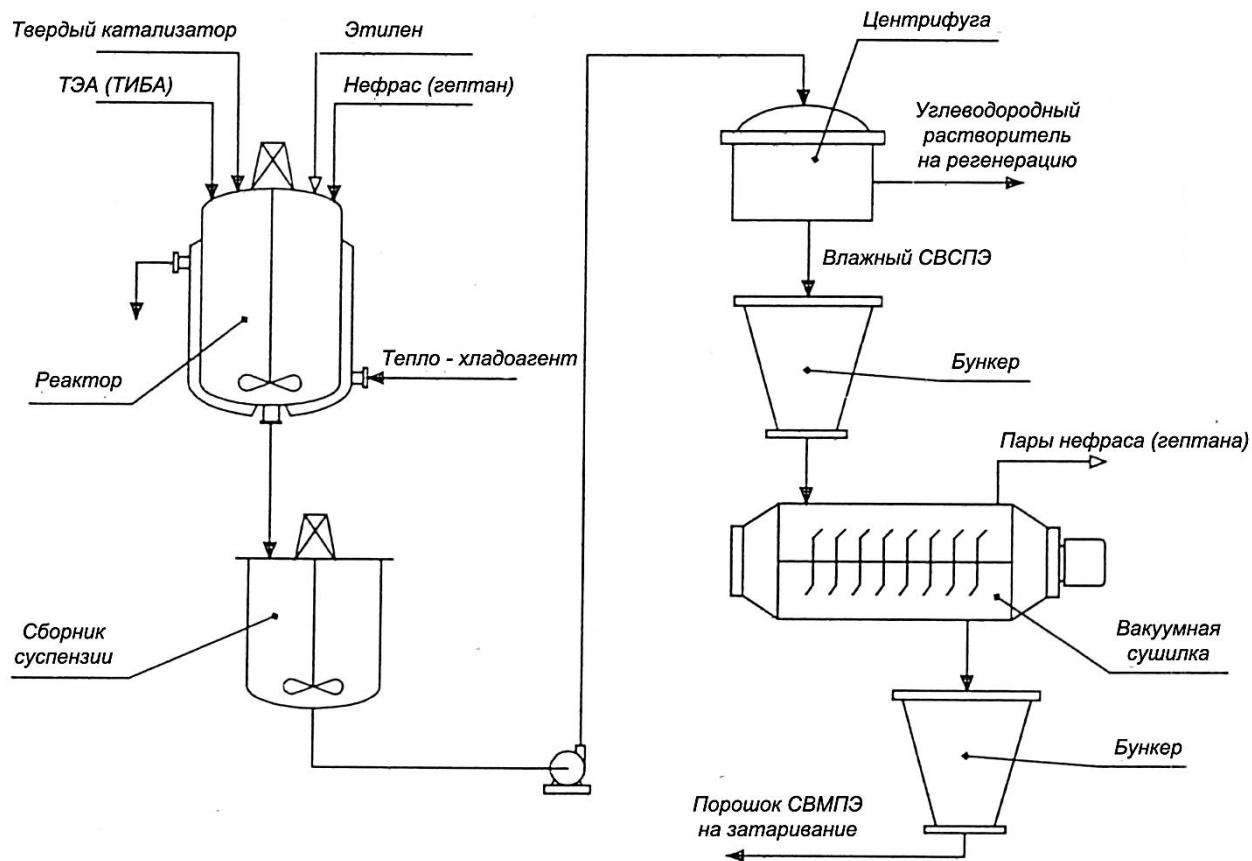 Твердый катализатор
Этилен
ТЭА (ТИБА)
Нефрас (гептан)
Реактор
Тепло - хладоагент
Сборник
суспензии
Центрифуга
Углеводородный
растворитель
на регенерацию
Влажный СВСПЭ
Бункер
Пары нефраса (гептана)
Вакуумная
сушилка
Бункер
Порошок СВМПЭ
на затаривание